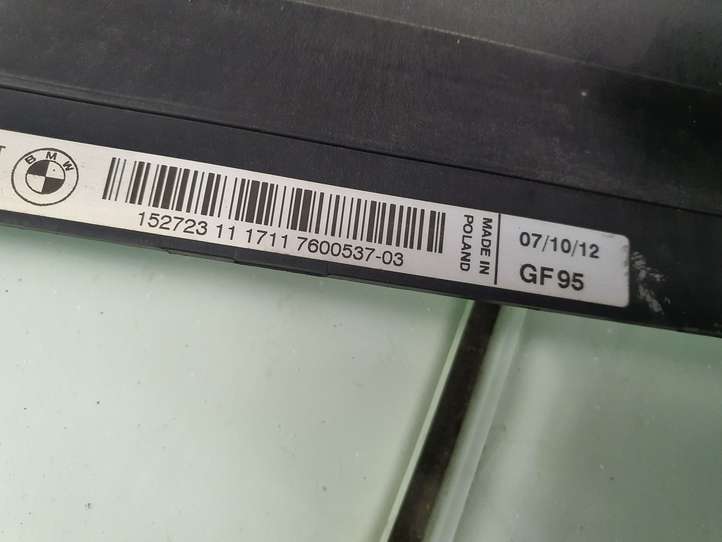 T
BMW
152723 11 1711 7600537-03
MADE IN
POLAND
07/10/12
GF95